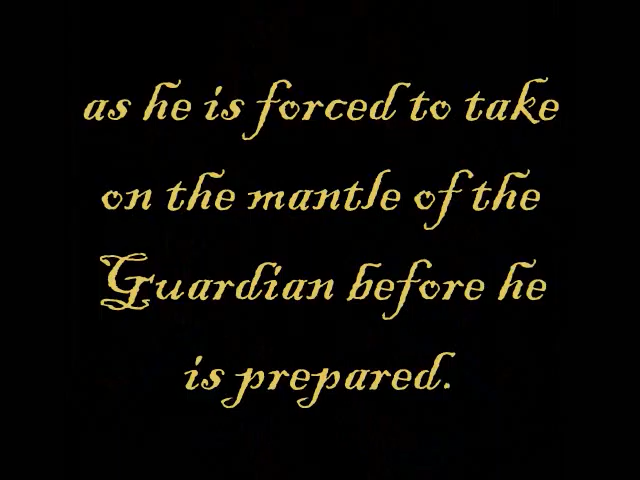 as he is forced to take
on the mantle of the
Guardian before he
is prepared.